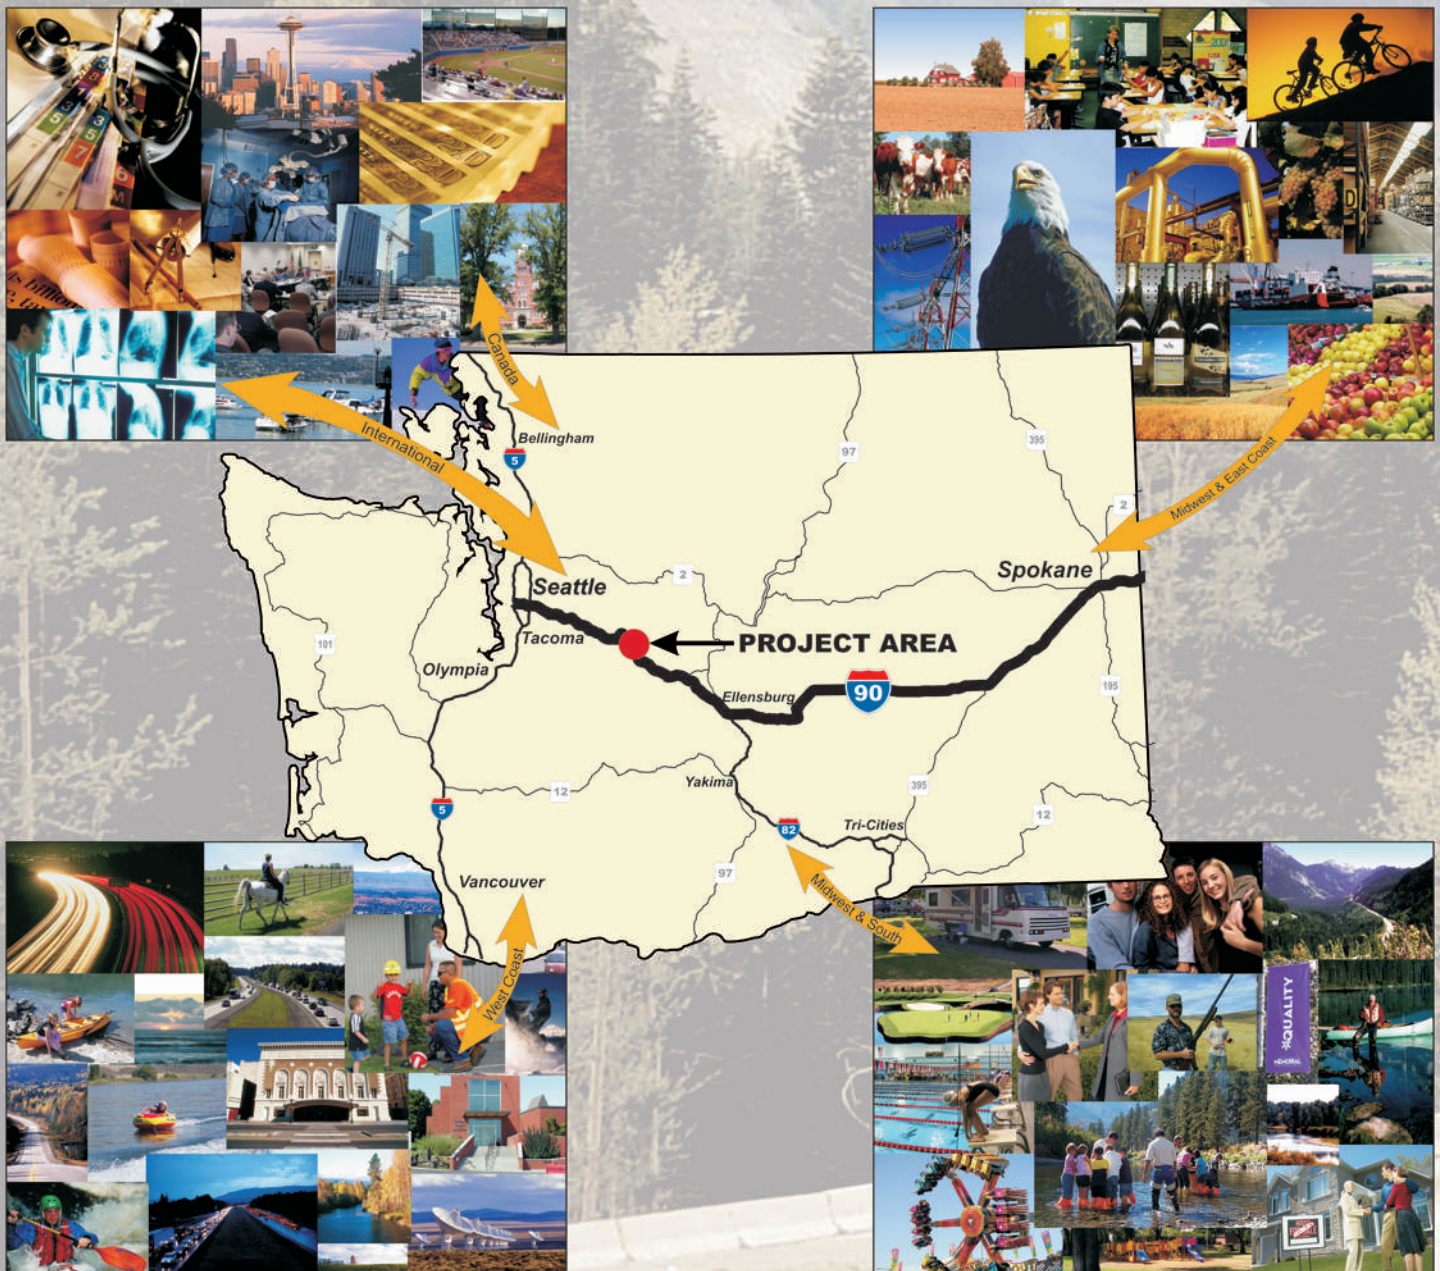 Canada
International
Bellingham
5
97
395
Midwest & East Coast
2
Spokane
2
Seattle
PROJECT AREA
Tacoma
101
Olympia
Ellensburg
90
195
Yakima
12
395
5
82
Tri-Cities
12
97
Vancouver
Midwest & South
West Coast
QUALITY
MEMORIAL